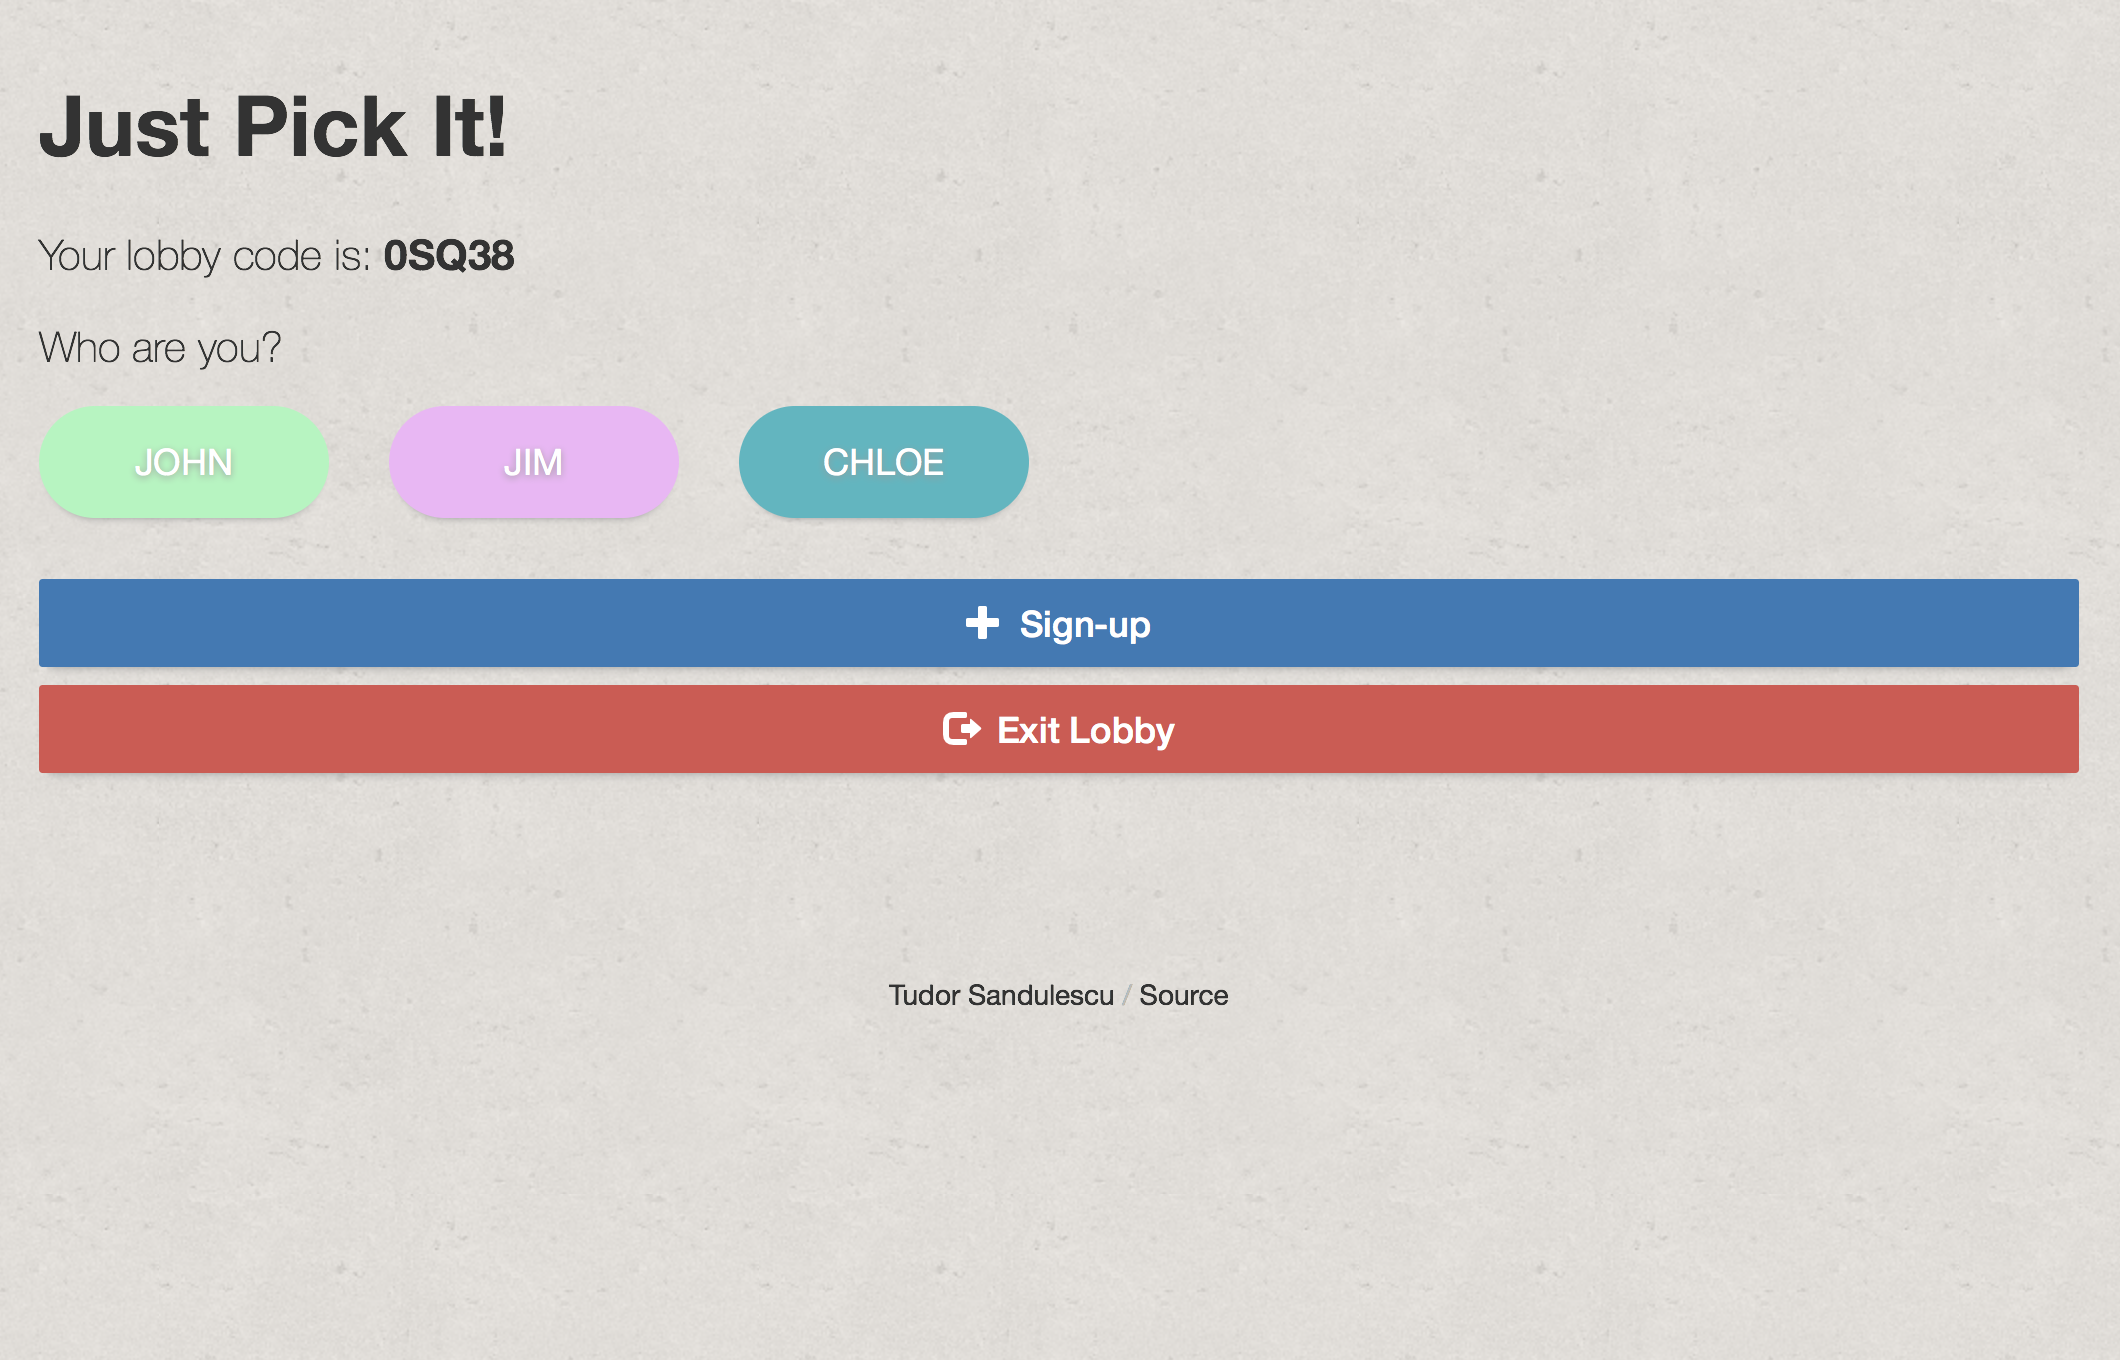 Just Pick It!
Your lobby code is: 0SQ38
Who are you?
JOHN JIM CHLOE
Sign-up
Exit Lobby
Tudor Sandulescu / Source